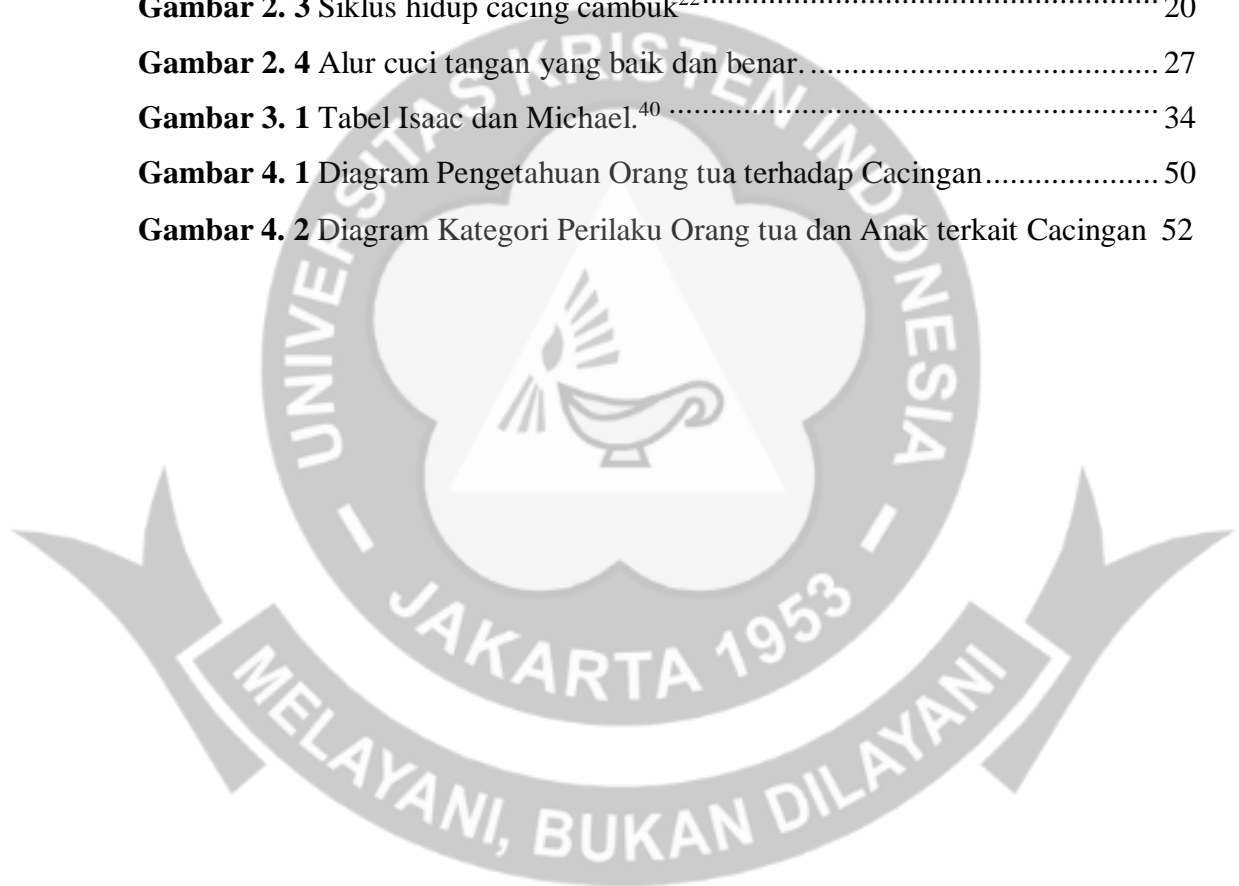 Gambar 2. 3 Siklus hidup cacing cambuk²² .................................................... 20
Gambar 2. 4 Alur cuci tangan yang baik dan benar. .................................... 27
Gambar 3. 1 Tabel Isaac dan Michael.⁴⁰ .................................................... 34
Gambar 4. 1 Diagram Pengetahuan Orang tua terhadap Cacingan..................... 50
Gambar 4. 2 Diagram Kategori Perilaku Orang tua dan Anak terkait Cacingan 52
UNIVERSITAS KRISTEN INDONESIA
- JAKARTA 1953 -
MELAYANI, BUKAN DILAYANI